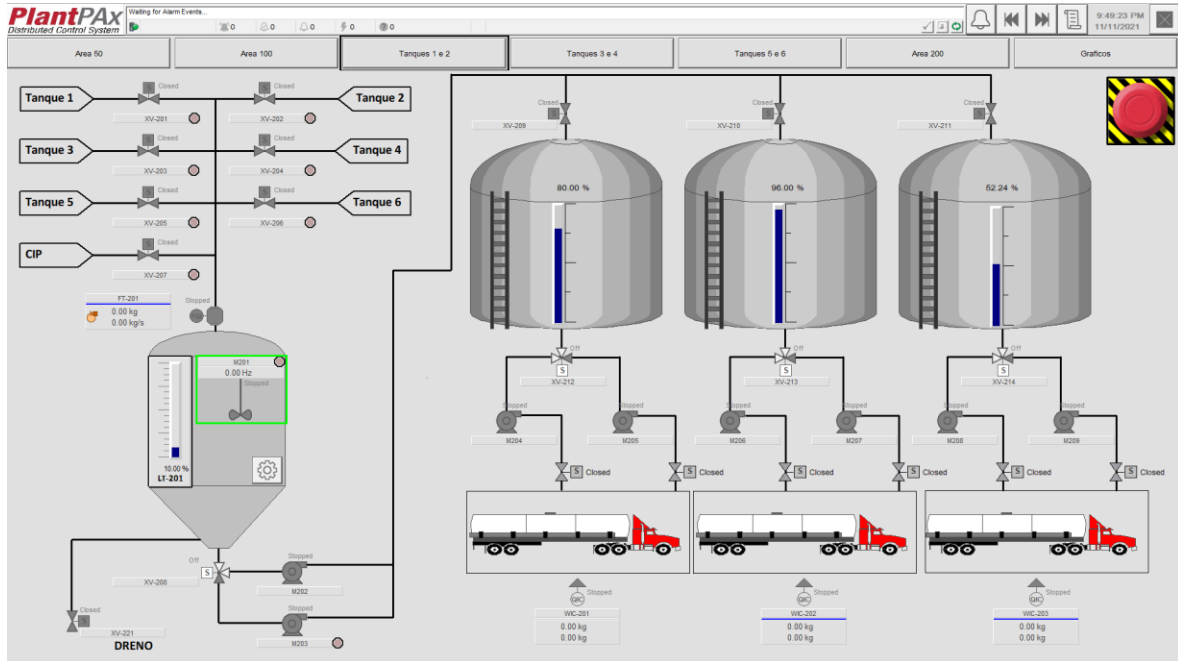 PlantPAx
Distributed Control System
Waiting for Alarm Events...
0 0 0 0 0
9:49:23 PM
11/11/2021
Area 50
Area 100
Tanques 1 e 2
Tanques 3 e 4
Tanques 5 e 6
Area 200
Graficos
Tanque 1
S Closed
XV-201
S Closed
XV-202
Tanque 2
Tanque 3
S Closed
XV-203
S Closed
XV-204
Tanque 4
Tanque 5
S Closed
XV-205
S Closed
XV-206
Tanque 6
CIP
S Closed
XV-207
FT-201
0.00 kg
0.00 kg/s
Stopped
M201
0.00 Hz
Stopped
10.00 %
LT-201
Off
S
XV-208
Stopped
M202
Stopped
M203
Closed
S
XV-221
DRENO
Closed
S
XV-209
Closed
S
XV-210
Closed
S
XV-211
80.00 %
96.00 %
52.24 %
Off
S
XV-212
Off
S
XV-213
Off
S
XV-214
Stopped
M204
Stopped
M205
Stopped
M206
Stopped
M207
Stopped
M208
Stopped
M209
S Closed
S Closed
S Closed
S Closed
S Closed
S Closed
QIC
Stopped
WIC-201
0.00 kg
0.00 kg
QIC
Stopped
WIC-202
0.00 kg
0.00 kg
QIC
Stopped
WIC-203
0.00 kg
0.00 kg